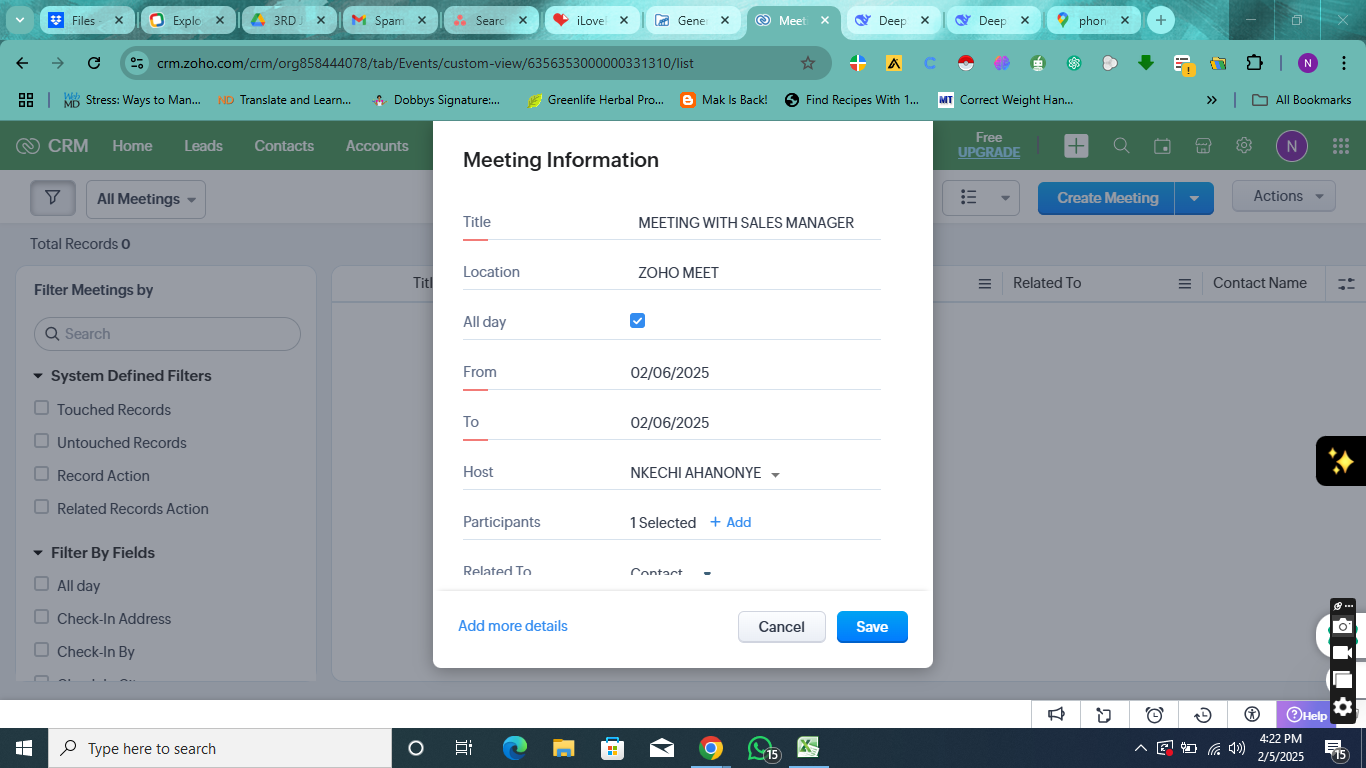 Files -
Explo
3RD J
Spam
Searc
iLoveI
Gener
Meet
Deep
Deep
phon
crm.zoho.com/crm/org858444078/tab/Events/custom-view/6356353000000331310/list
N
Stress: Ways to Man...
ND Translate and Learn...
Dobbys Signature:...
Greenlife Herbal Pro...
Mak Is Back!
Find Recipes With 1...
MT Correct Weight Han...
»
All Bookmarks
CRM
Home
Leads
Contacts
Accounts
Free
UPGRADE
N
All Meetings
Create Meeting
Actions
Total Records 0
Filter Meetings by
Search
System Defined Filters
Touched Records
Untouched Records
Record Action
Related Records Action
Filter By Fields
All day
Check-In Address
Check-In By
Titl
Related To
Contact Name
Meeting Information
Title MEETING WITH SALES MANAGER
Location ZOHO MEET
All day
From 02/06/2025
To 02/06/2025
Host NKECHI AHANONYE
Participants 1 Selected + Add
Related To Contact
Add more details
Cancel
Save
Help
Type here to search
15
4:22 PM
2/5/2025
15